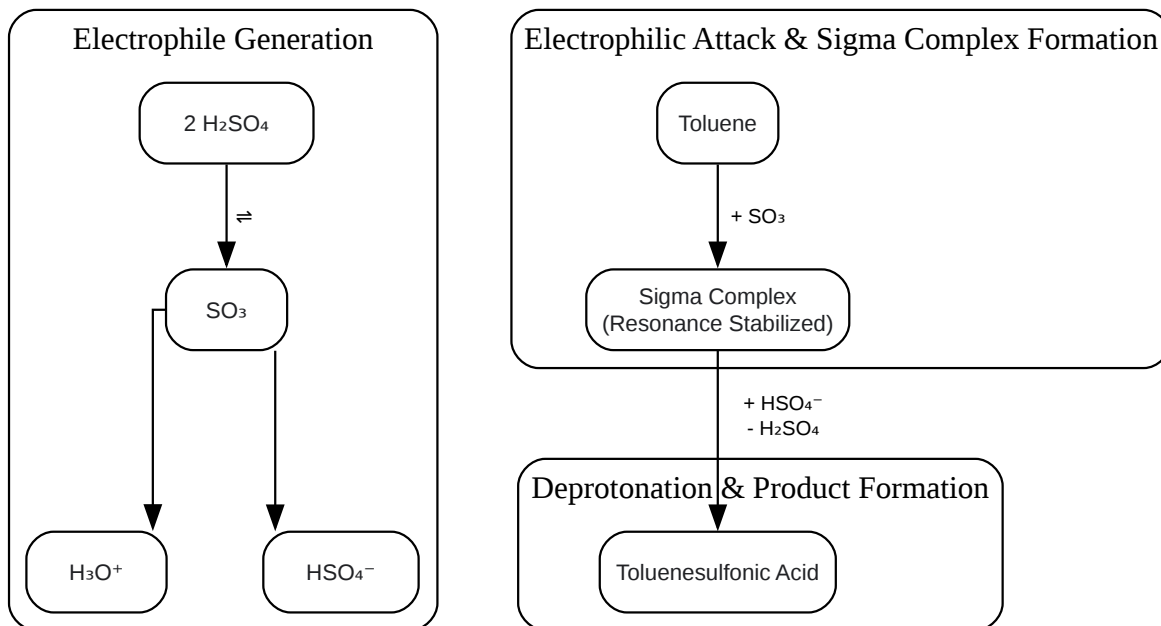 Electrophile Generation
2 H₂SO₄
⇌
SO₃
H₃O⁺
HSO₄⁻
Electrophilic Attack & Sigma Complex Formation
Toluene
+ SO₃
Sigma Complex
(Resonance Stabilized)
+ HSO₄⁻
- H₂SO₄
Deprotonation & Product Formation
Toluenesulfonic Acid